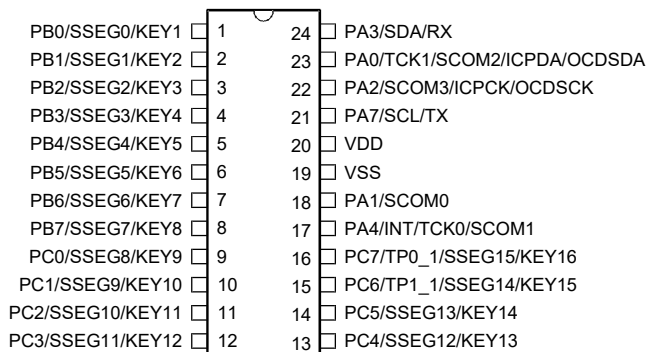 PB0/SSEG0/KEY1 1 24 PA3/SDA/RX
PB1/SSEG1/KEY2 2 23 PA0/TCK1/SCOM2/ICPDA/OCDSDA
PB2/SSEG2/KEY3 3 22 PA2/SCOM3/ICPCK/OCDSCK
PB3/SSEG3/KEY4 4 21 PA7/SCL/TX
PB4/SSEG4/KEY5 5 20 VDD
PB5/SSEG5/KEY6 6 19 VSS
PB6/SSEG6/KEY7 7 18 PA1/SCOM0
PB7/SSEG7/KEY8 8 17 PA4/INT/TCK0/SCOM1
PC0/SSEG8/KEY9 9 16 PC7/TP0_1/SSEG15/KEY16
PC1/SSEG9/KEY10 10 15 PC6/TP1_1/SSEG14/KEY15
PC2/SSEG10/KEY11 11 14 PC5/SSEG13/KEY14
PC3/SSEG11/KEY12 12 13 PC4/SSEG12/KEY13